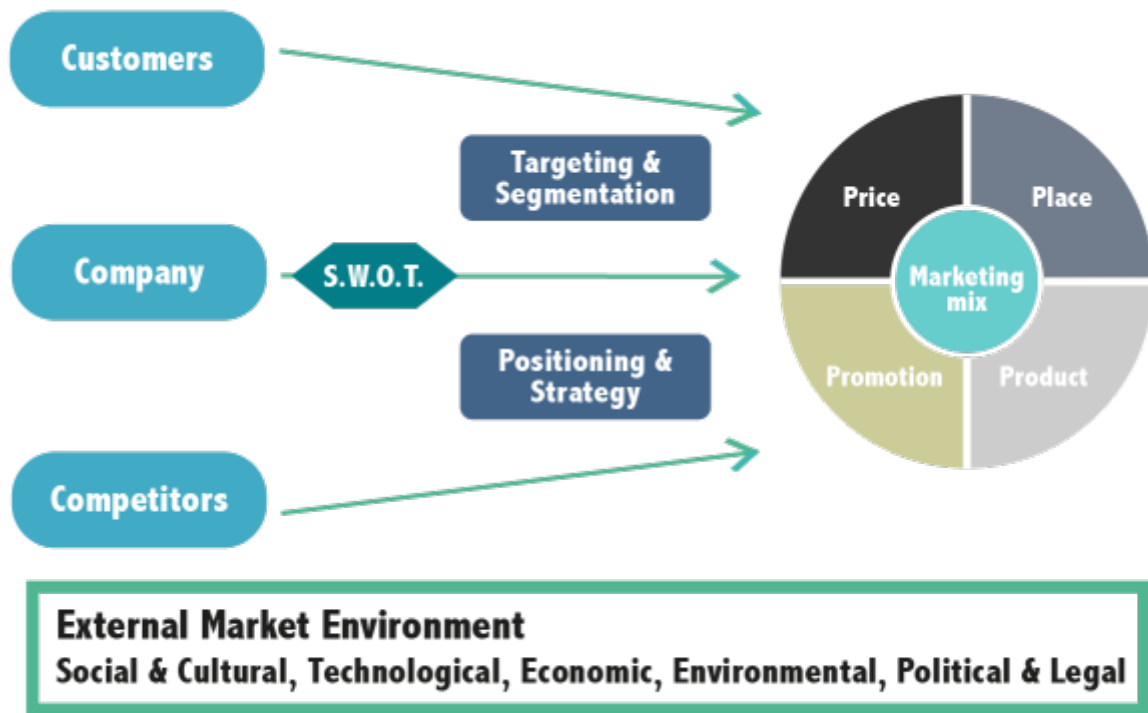 Customers
Targeting &
Segmentation
Price
Place
Company
S.W.O.T.
Marketing
mix
Positioning &
Strategy
Promotion
Product
Competitors
External Market Environment
Social & Cultural, Technological, Economic, Environmental, Political & Legal